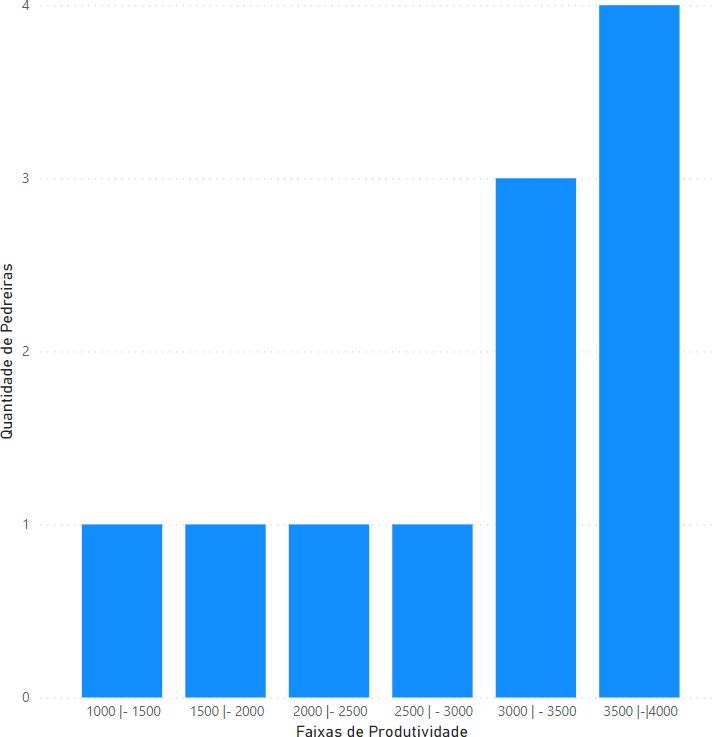 4
3
2
1
0
Quantidade de Pedreiras
1000 |- 1500
1500 |- 2000
2000 |- 2500
2500 | - 3000
3000 | - 3500
3500 |-|4000
Faixas de Produtividade